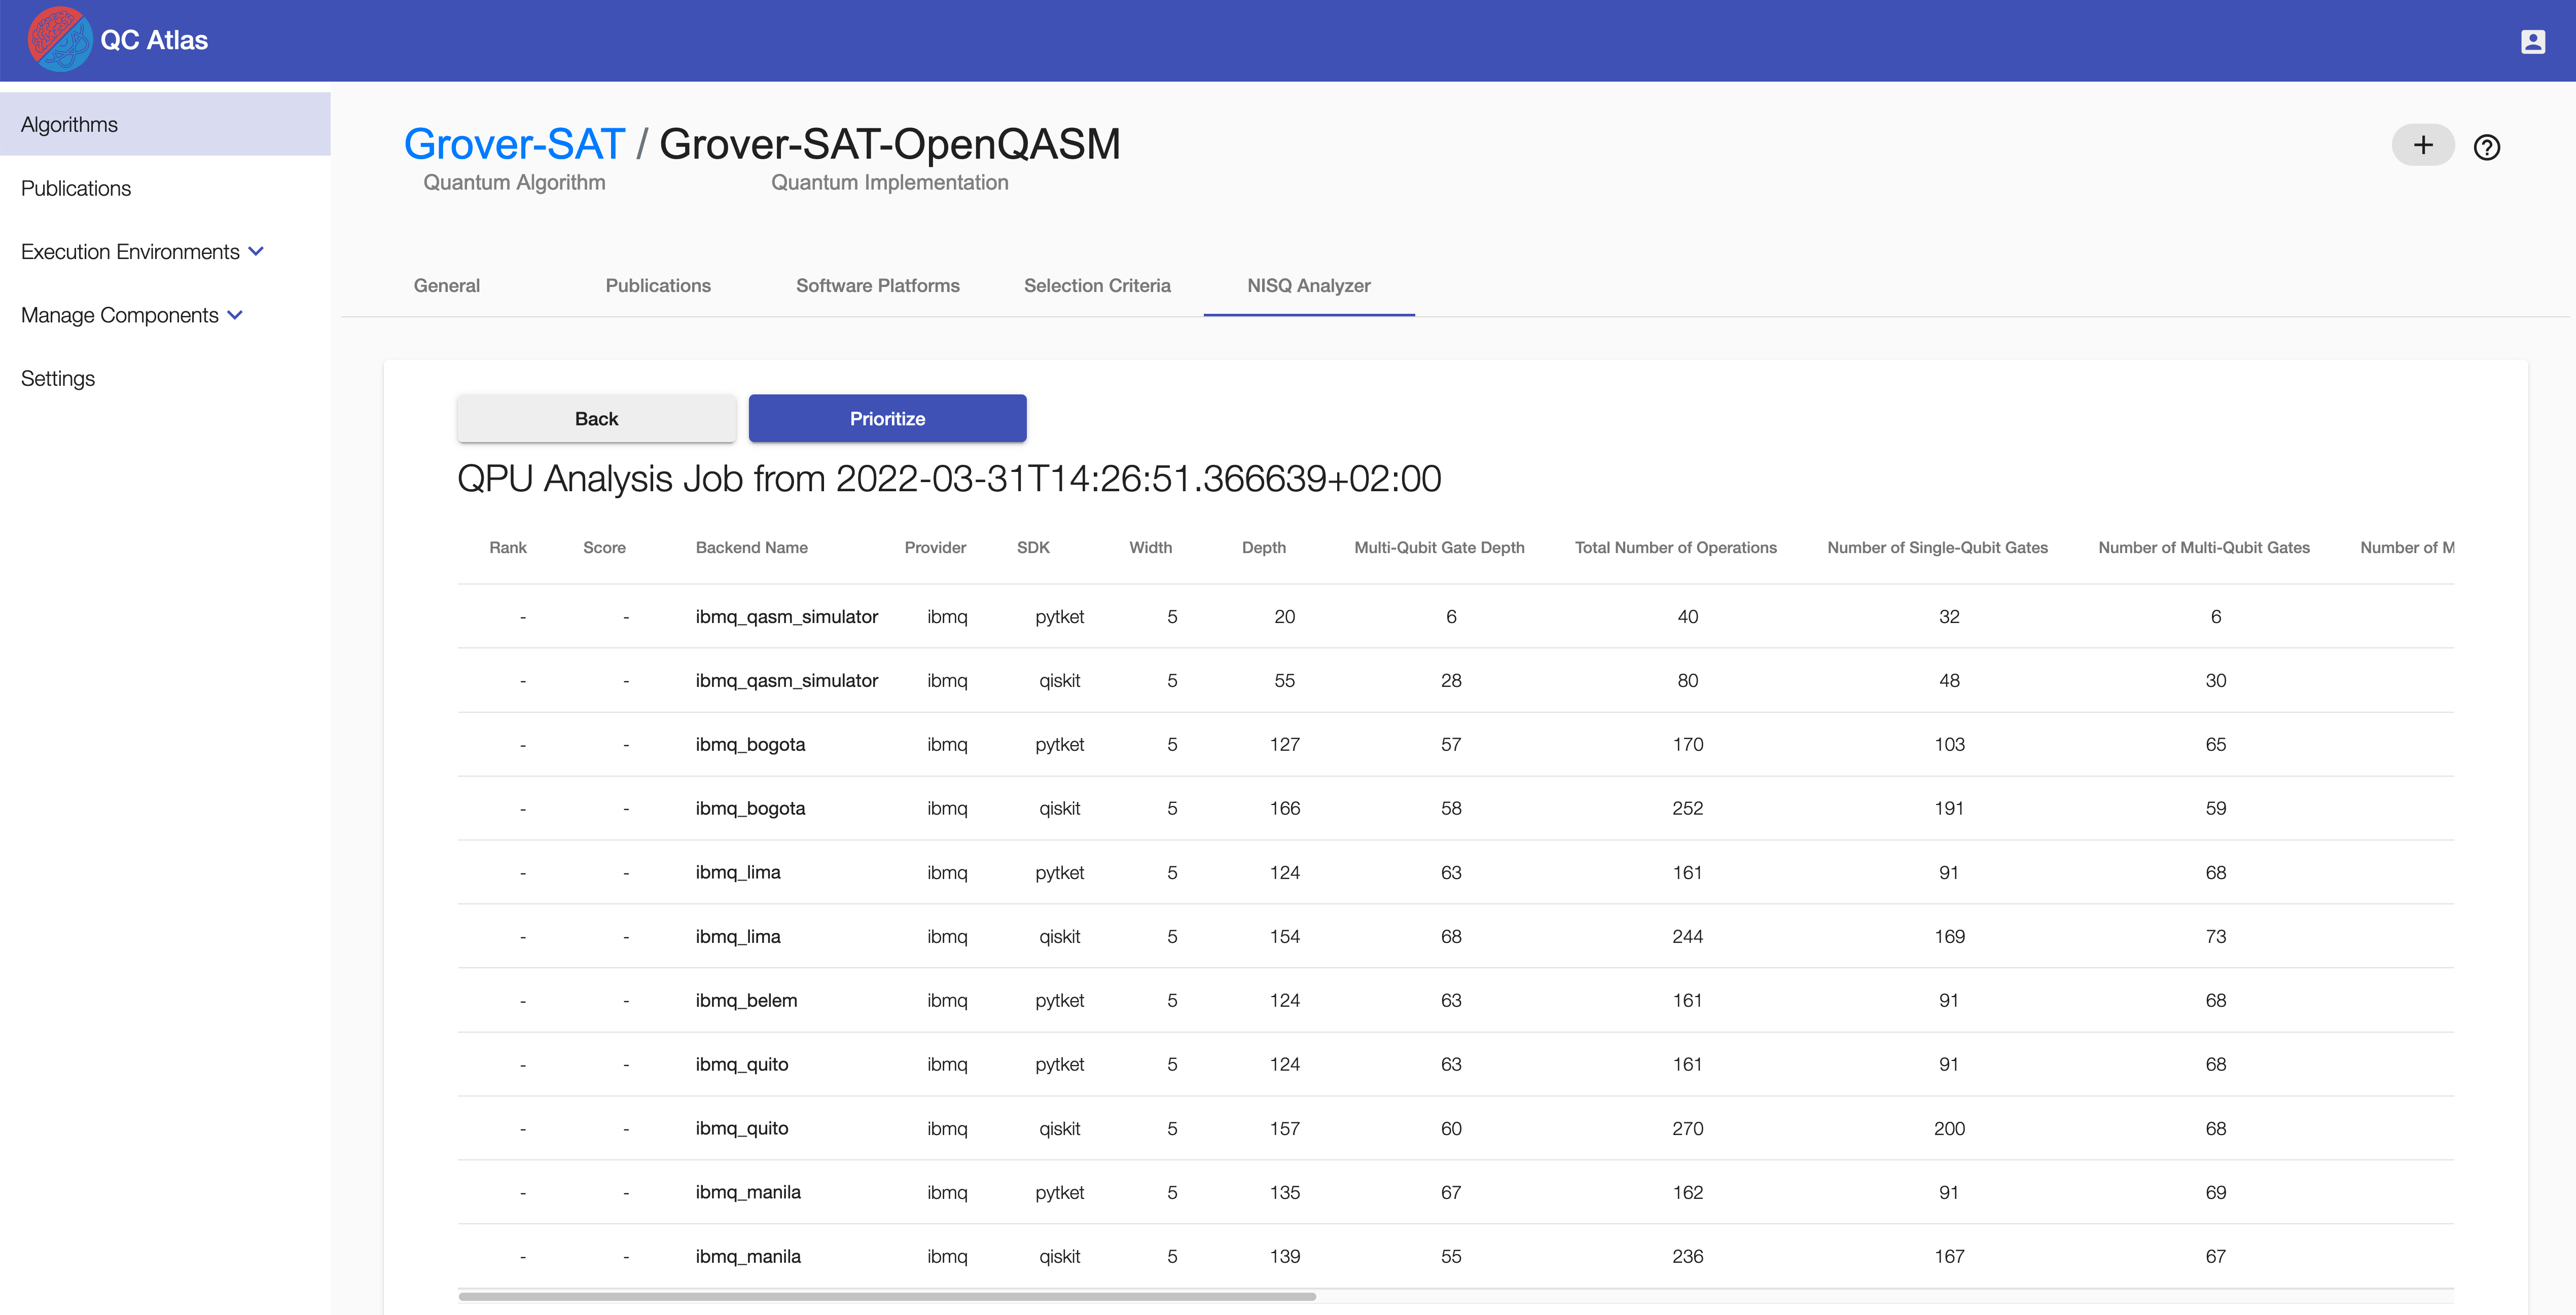 QC Atlas
Algorithms
Publications
Execution Environments
Manage Components
Settings
Grover-SAT / Grover-SAT-OpenQASM
Quantum Algorithm Quantum Implementation
General Publications Software Platforms Selection Criteria NISQ Analyzer
Back Prioritize
QPU Analysis Job from 2022-03-31T14:26:51.366639+02:00
Rank Score Backend Name Provider SDK Width Depth Multi-Qubit Gate Depth Total Number of Operations Number of Single-Qubit Gates Number of Multi-Qubit Gates Number of M
- - ibmq_qasm_simulator ibmq pytket 5 20 6 40 32 6
- - ibmq_qasm_simulator ibmq qiskit 5 55 28 80 48 30
- - ibmq_bogota ibmq pytket 5 127 57 170 103 65
- - ibmq_bogota ibmq qiskit 5 166 58 252 191 59
- - ibmq_lima ibmq pytket 5 124 63 161 91 68
- - ibmq_lima ibmq qiskit 5 154 68 244 169 73
- - ibmq_belem ibmq pytket 5 124 63 161 91 68
- - ibmq_quito ibmq pytket 5 124 63 161 91 68
- - ibmq_quito ibmq qiskit 5 157 60 270 200 68
- - ibmq_manila ibmq pytket 5 135 67 162 91 69
- - ibmq_manila ibmq qiskit 5 139 55 236 167 67